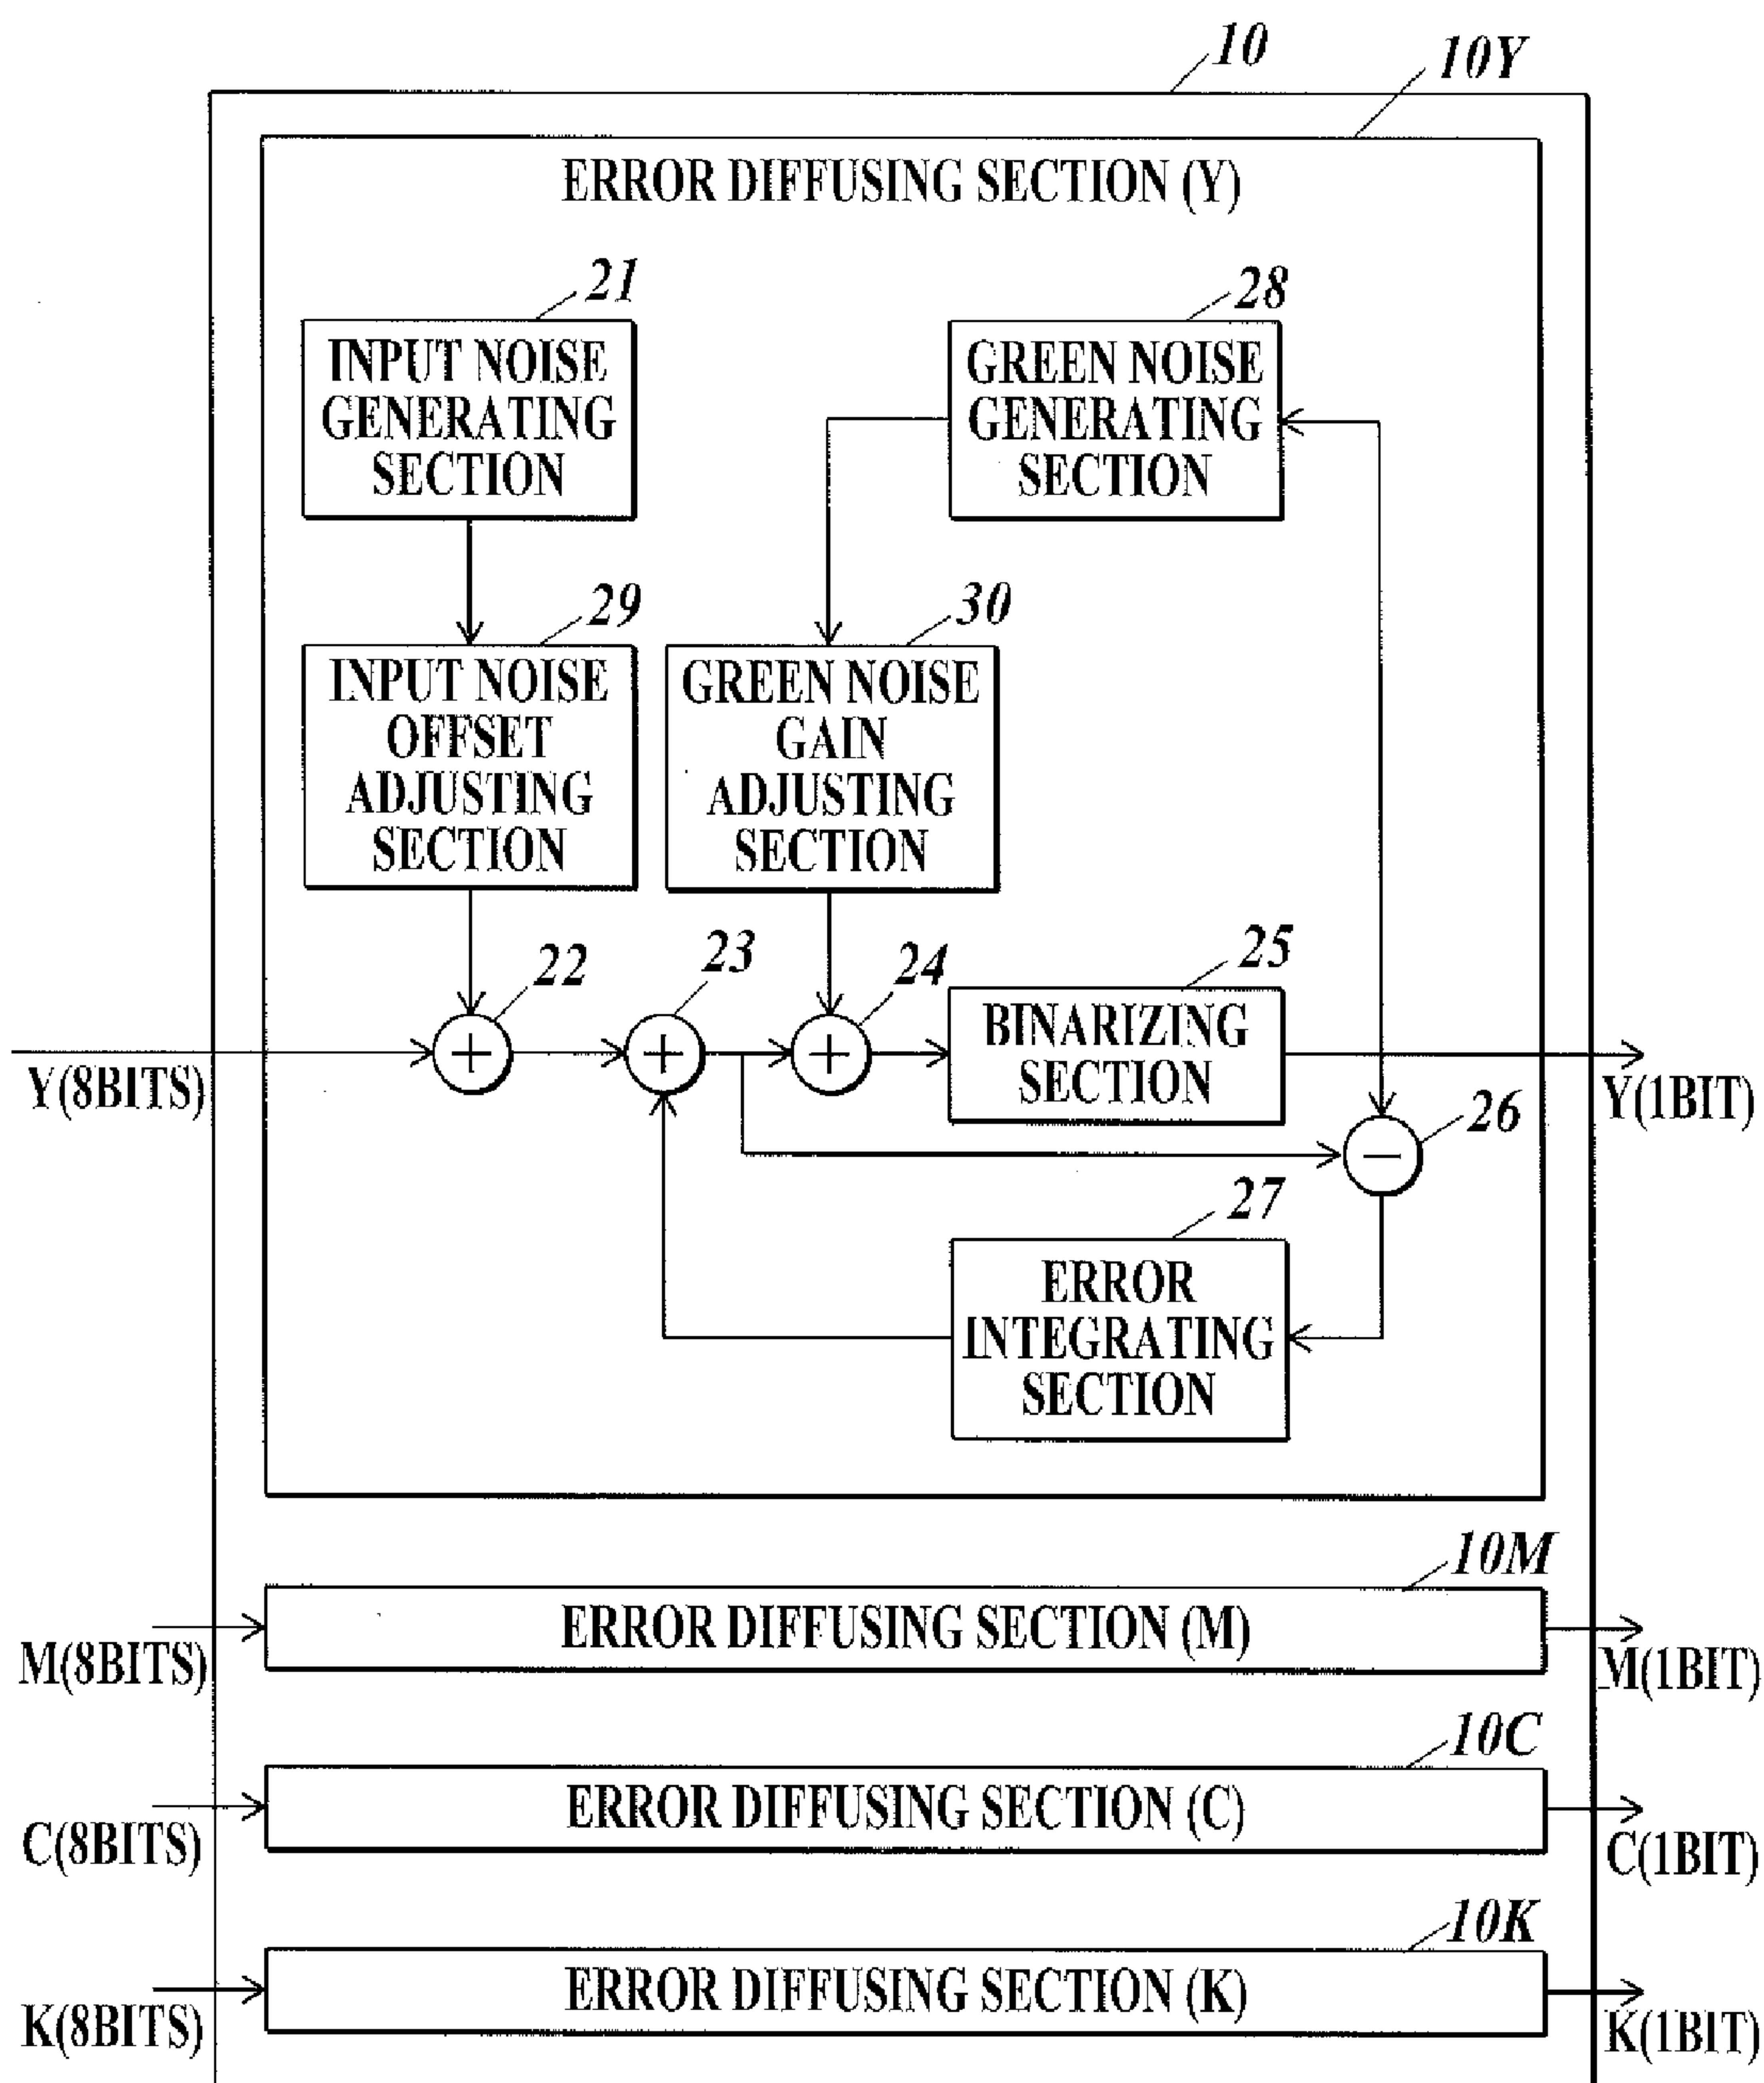 10
10Y
ERROR DIFFUSING SECTION (Y)
21
28
INPUT NOISE
GENERATING
SECTION
GREEN NOISE
GENERATING
SECTION
29
30
INPUT NOISE
OFFSET
ADJUSTING
SECTION
GREEN NOISE
GAIN
ADJUSTING
SECTION
22
23
24
25
+
+
+
BINARIZING
SECTION
Y(8BITS)
Y(1BIT)
26
−
27
ERROR
INTEGRATING
SECTION
10M
ERROR DIFFUSING SECTION (M)
M(8BITS)
M(1BIT)
10C
ERROR DIFFUSING SECTION (C)
C(8BITS)
C(1BIT)
10K
ERROR DIFFUSING SECTION (K)
K(8BITS)
K(1BIT)